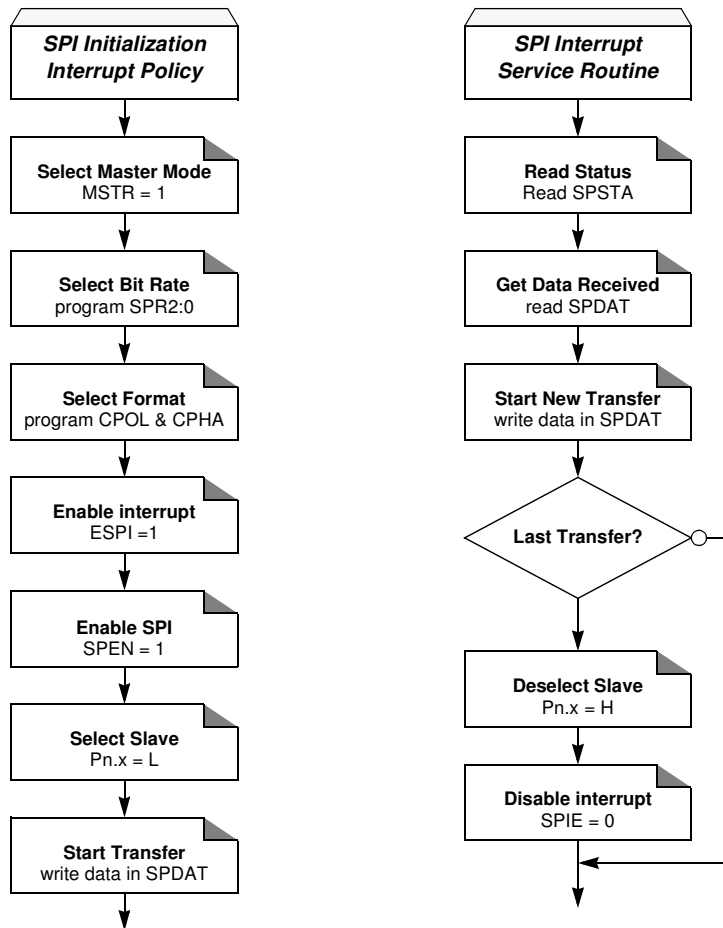 SPI Initialization
Interrupt Policy
Select Master Mode
MSTR = 1
Select Bit Rate
program SPR2:0
Select Format
program CPOL & CPHA
Enable interrupt
ESPI =1
Enable SPI
SPEN = 1
Select Slave
Pn.x = L
Start Transfer
write data in SPDAT
SPI Interrupt
Service Routine
Read Status
Read SPSTA
Get Data Received
read SPDAT
Start New Transfer
write data in SPDAT
Last Transfer?
Deselect Slave
Pn.x = H
Disable interrupt
SPIE = 0